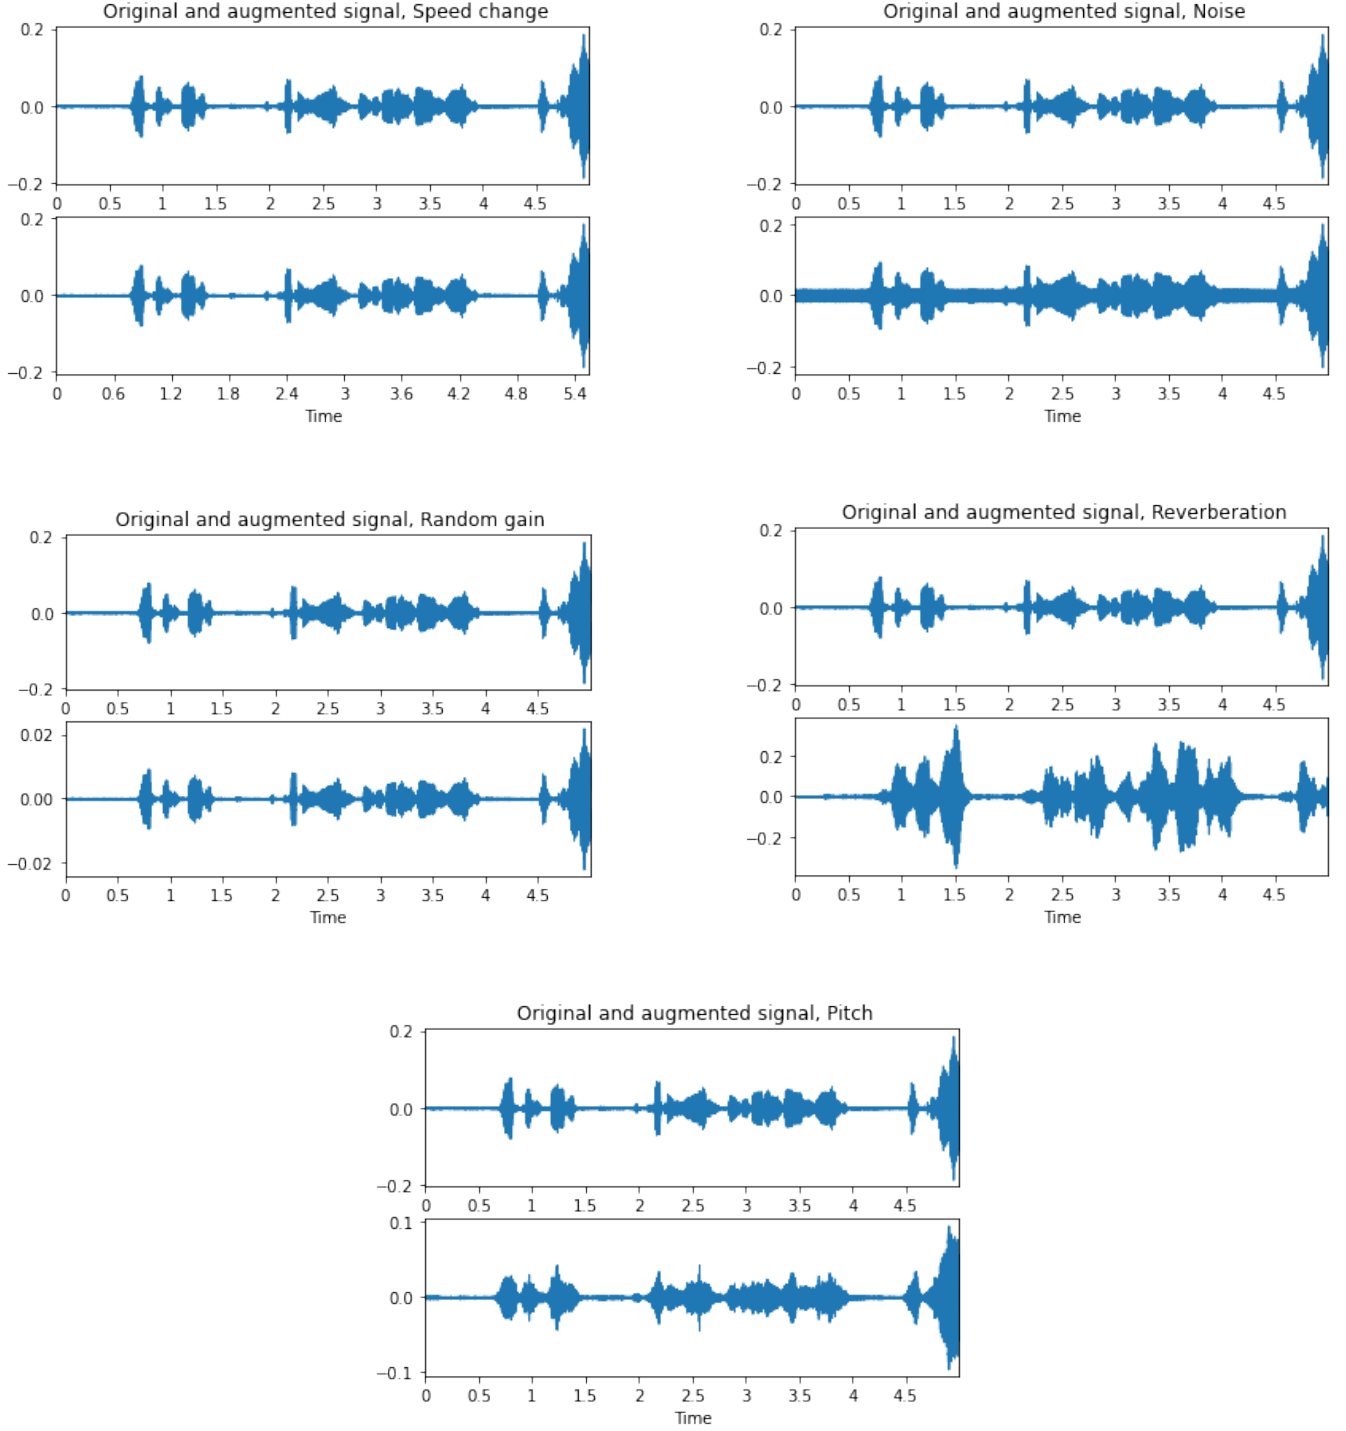 Original and augmented signal, Speed change
0.2
0.0
−0.2
0 0.5 1 1.5 2 2.5 3 3.5 4 4.5
0.2
0.0
−0.2
0 0.6 1.2 1.8 2.4 3 3.6 4.2 4.8 5.4
Time
Original and augmented signal, Noise
0.2
0.0
−0.2
0 0.5 1 1.5 2 2.5 3 3.5 4 4.5
0.2
0.0
−0.2
0 0.5 1 1.5 2 2.5 3 3.5 4 4.5
Time
Original and augmented signal, Random gain
0.2
0.0
−0.2
0 0.5 1 1.5 2 2.5 3 3.5 4 4.5
0.02
0.00
−0.02
0 0.5 1 1.5 2 2.5 3 3.5 4 4.5
Time
Original and augmented signal, Reverberation
0.2
0.0
−0.2
0 0.5 1 1.5 2 2.5 3 3.5 4 4.5
0.2
0.0
−0.2
0 0.5 1 1.5 2 2.5 3 3.5 4 4.5
Time
Original and augmented signal, Pitch
0.2
0.0
−0.2
0 0.5 1 1.5 2 2.5 3 3.5 4 4.5
0.1
0.0
−0.1
0 0.5 1 1.5 2 2.5 3 3.5 4 4.5
Time